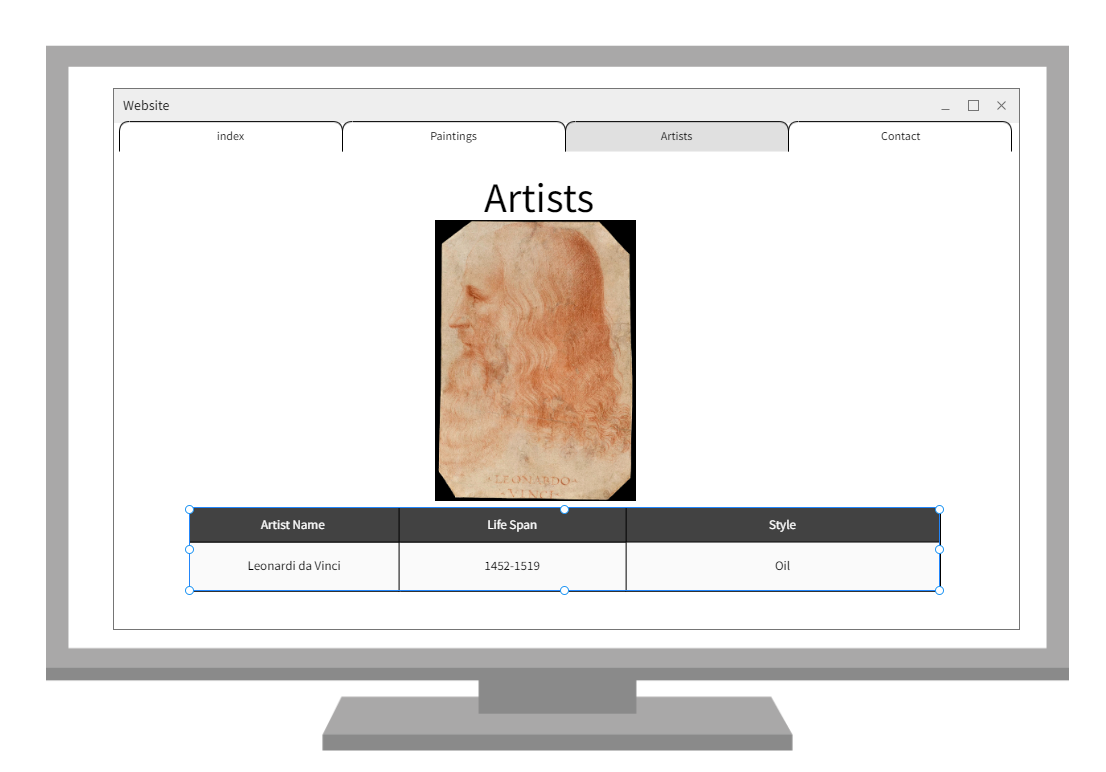 Website
index
Paintings
Artists
Contact
Artists
LEONARDO
VINCI
Artist Name
Life Span
Style
Leonardi da Vinci
1452-1519
Oil